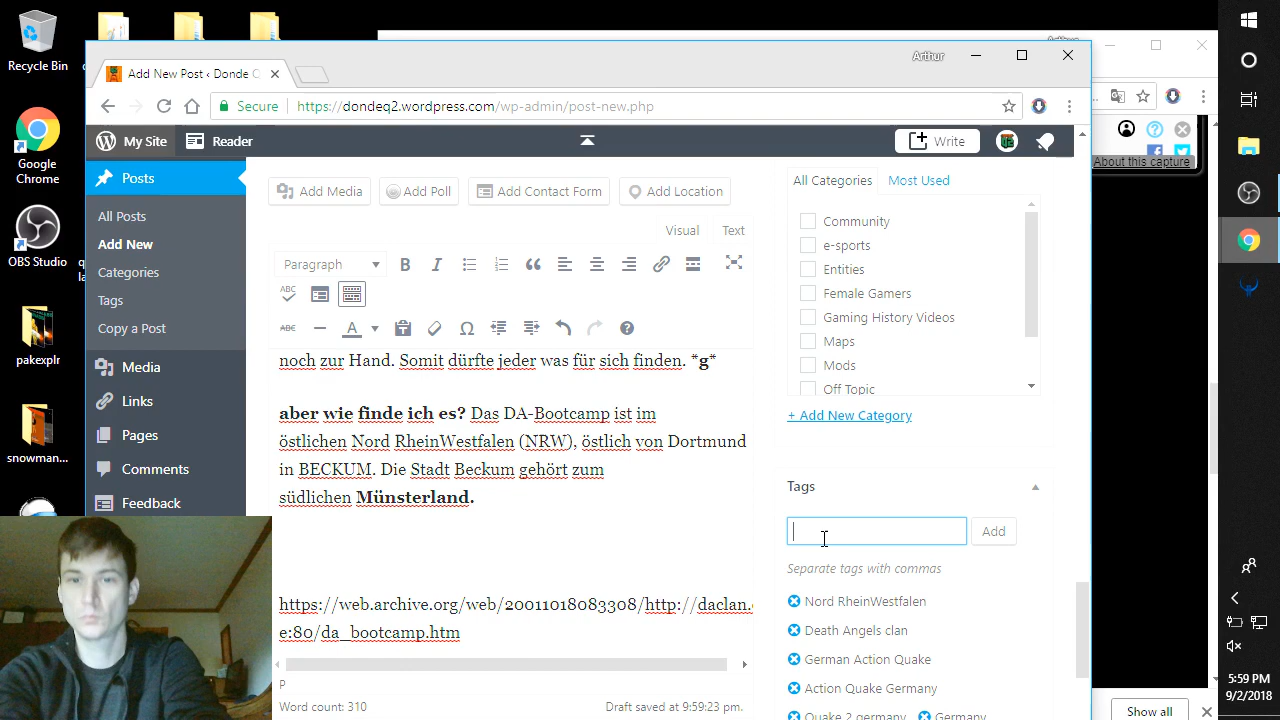 Recycle Bin
Google
Chrome
OBS Studio
pakexplr
snowman...
Arthur
Add New Post ‹ Donde Q
Secure
https://dondeq2.wordpress.com/wp-admin/post-new.php
My Site
Reader
Write
Posts
All Posts
Add New
Categories
Tags
Copy a Post
Media
Links
Pages
Comments
Feedback
Add Media
Add Poll
Add Contact Form
Add Location
Visual
Text
Paragraph
ABC
ABC
noch zur Hand. Somit dürfte jeder was für sich finden. *g*
aber wie finde ich es? Das DA-Bootcamp ist im
östlichen Nord RheinWestfalen (NRW), östlich von Dortmund
in BECKUM. Die Stadt Beckum gehört zum
südlichen Münsterland.
https://web.archive.org/web/20011018083308/http://daclan.
e:80/da_bootcamp.htm
P
Word count: 310
Draft saved at 9:59:23 pm.
All Categories
Most Used
Community
e-sports
Entities
Female Gamers
Gaming History Videos
Maps
Mods
Off Topic
+ Add New Category
Tags
Add
Separate tags with commas
Nord RheinWestfalen
Death Angels clan
German Action Quake
Action Quake Germany
Quake 2 germany
Germany
About this capture
Show all
5:59 PM
9/2/2018